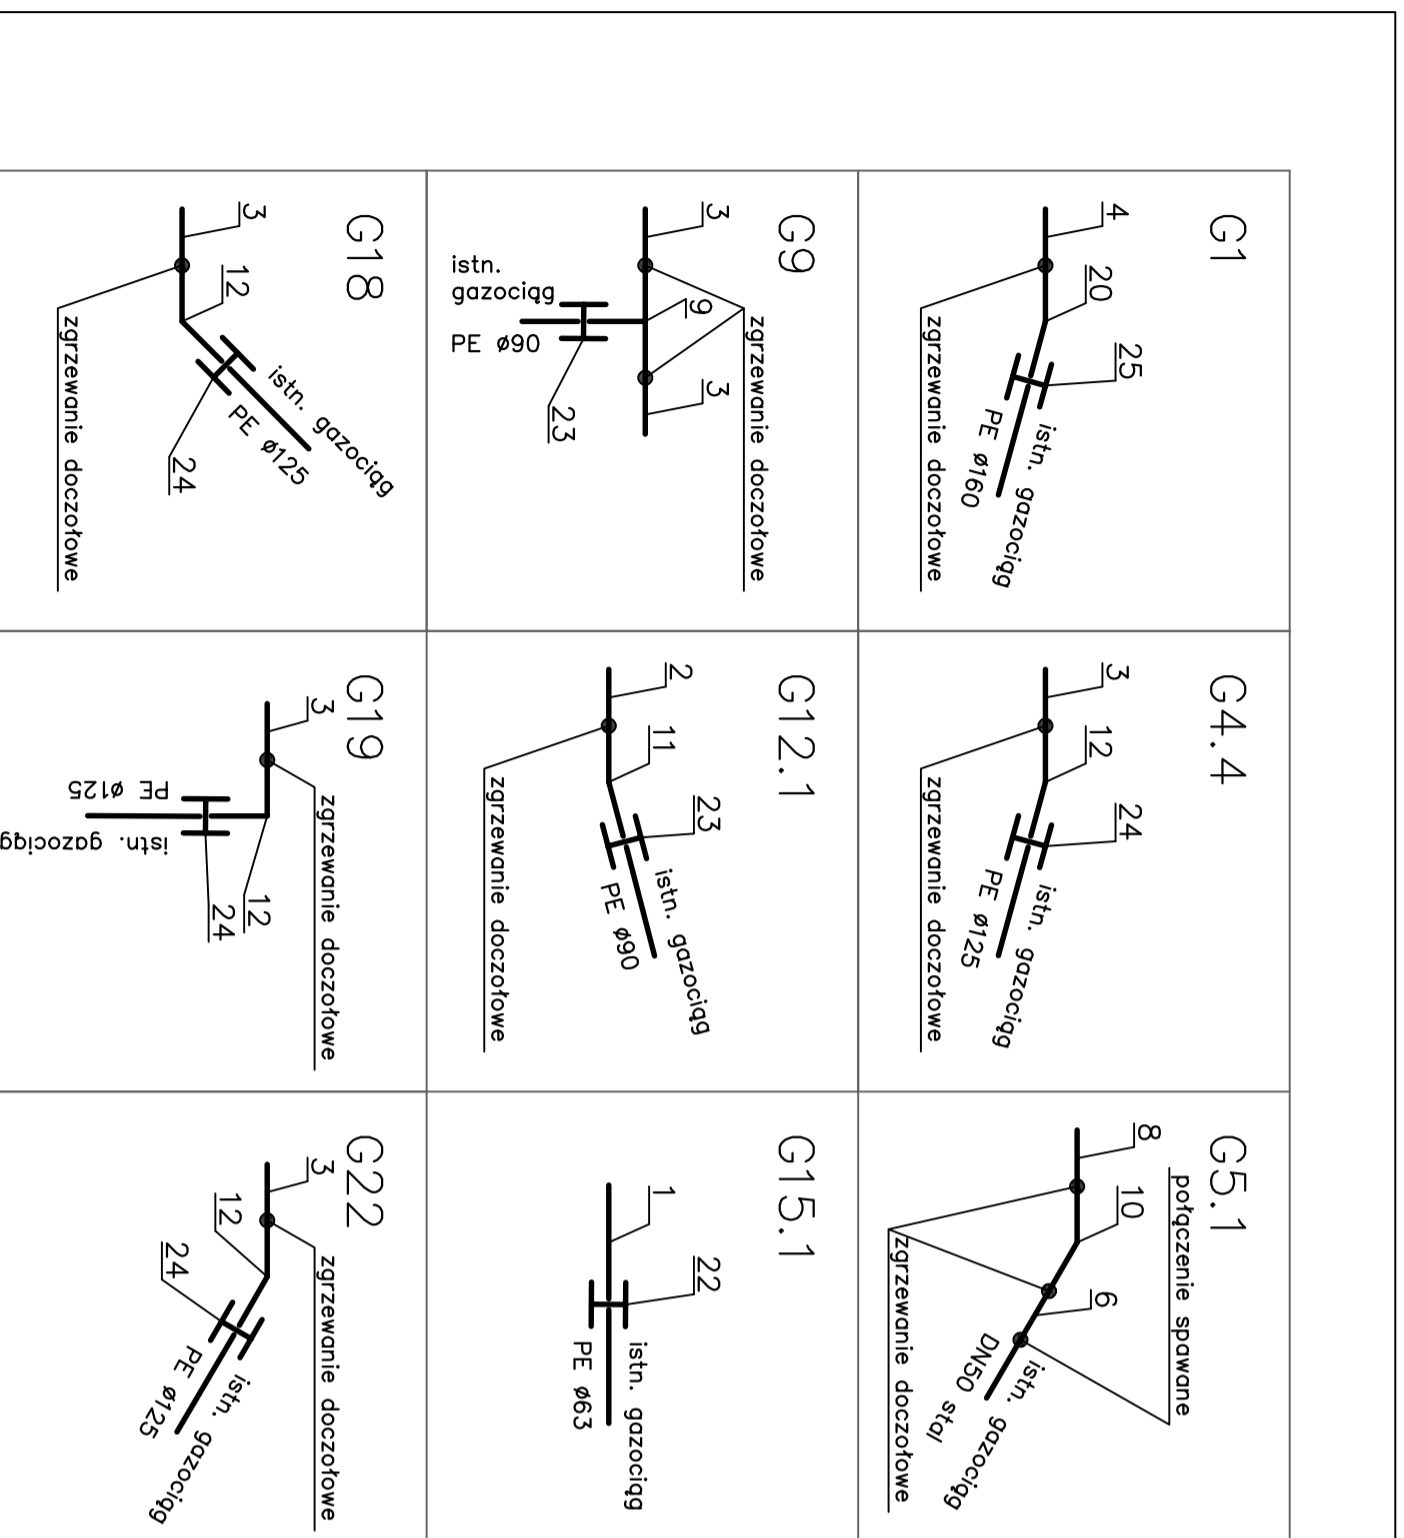 G1
4
20
25
istn. gazociąg
PE ø160
zgrzewanie doczołowe
G4.4
3
12
24
istn. gazociąg
PE ø125
zgrzewanie doczołowe
G5.1
połączenie spawane
8
10
6
istn. gazociąg
DN50 stal
zgrzewanie doczołowe
G9
zgrzewanie doczołowe
3
9
3
istn.
gazociąg
PE ø90
23
G12.1
2
11
23
istn. gazociąg
PE ø90
zgrzewanie doczołowe
G15.1
1
22
istn. gazociąg
PE ø63
G18
3
12
istn. gazociąg
PE ø125
24
zgrzewanie doczołowe
G19
3
zgrzewanie doczołowe
PE ø125
istn. gazociąg
12
24
G22
3
zgrzewanie doczołowe
12
24
istn. gazociąg
PE ø125